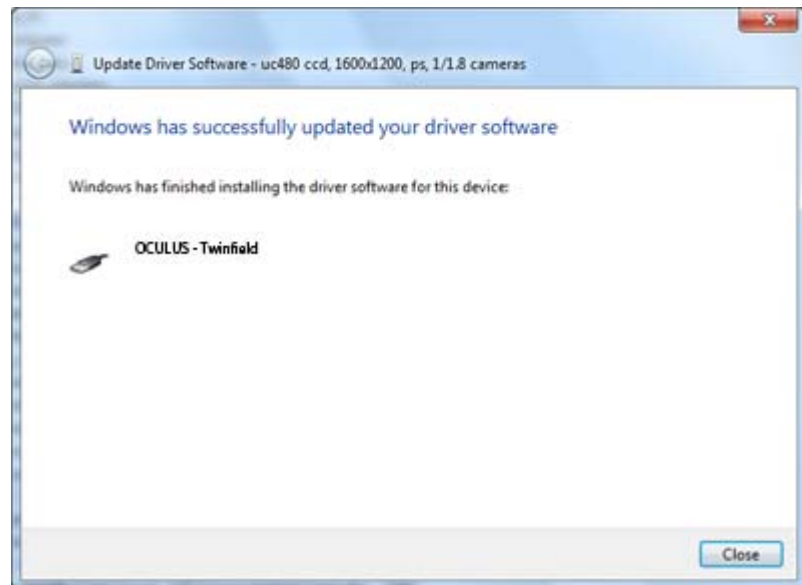 Update Driver Software - uc480 ccd, 1600x1200, ps, 1/1.8 cameras
Windows has successfully updated your driver software
Windows has finished installing the driver software for this device:
OCULUS - Twinfield
Close